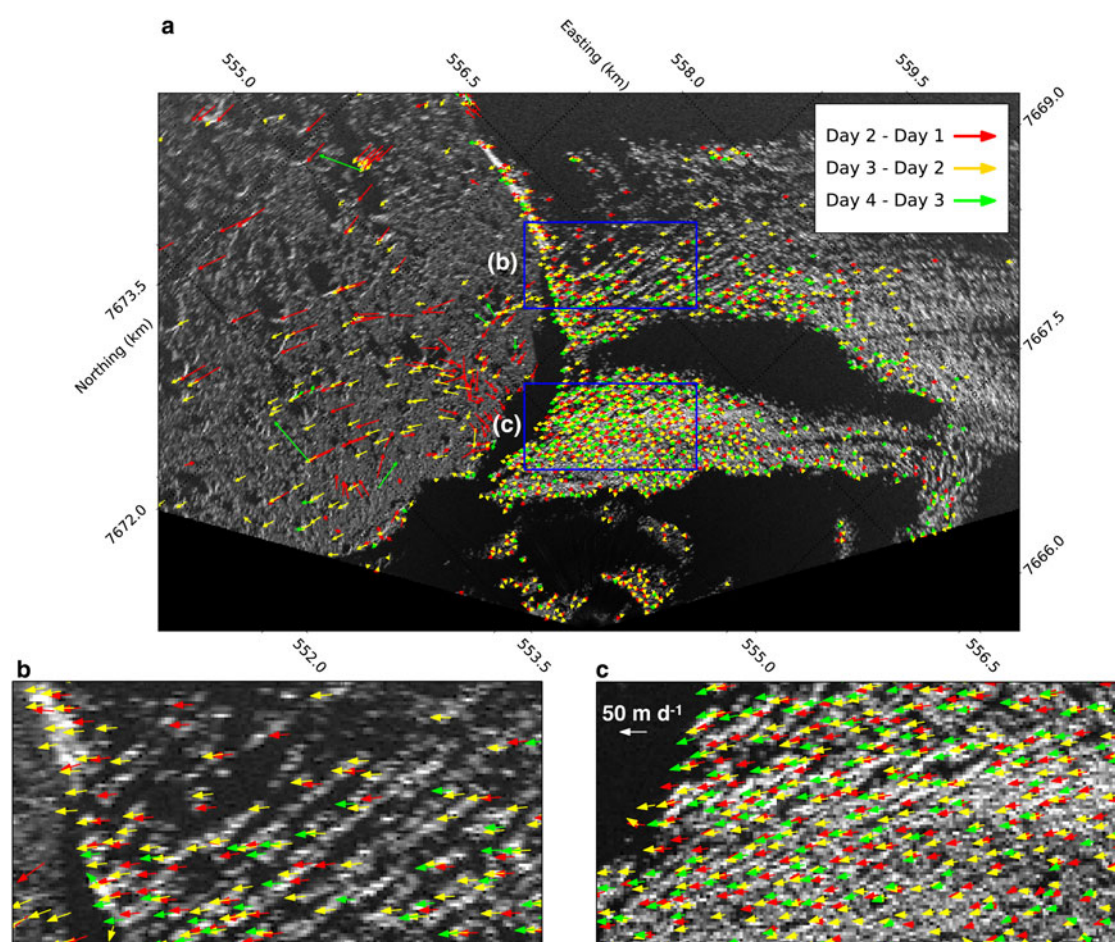 a
Easting (km)
555.0
556.5
558.0
559.5
7669.0
Day 2 - Day 1
Day 3 - Day 2
Day 4 - Day 3
(b)
7673.5
Northing (km)
7667.5
(c)
7672.0
7666.0
552.0
553.5
555.0
556.5
b
c
50 m d-1